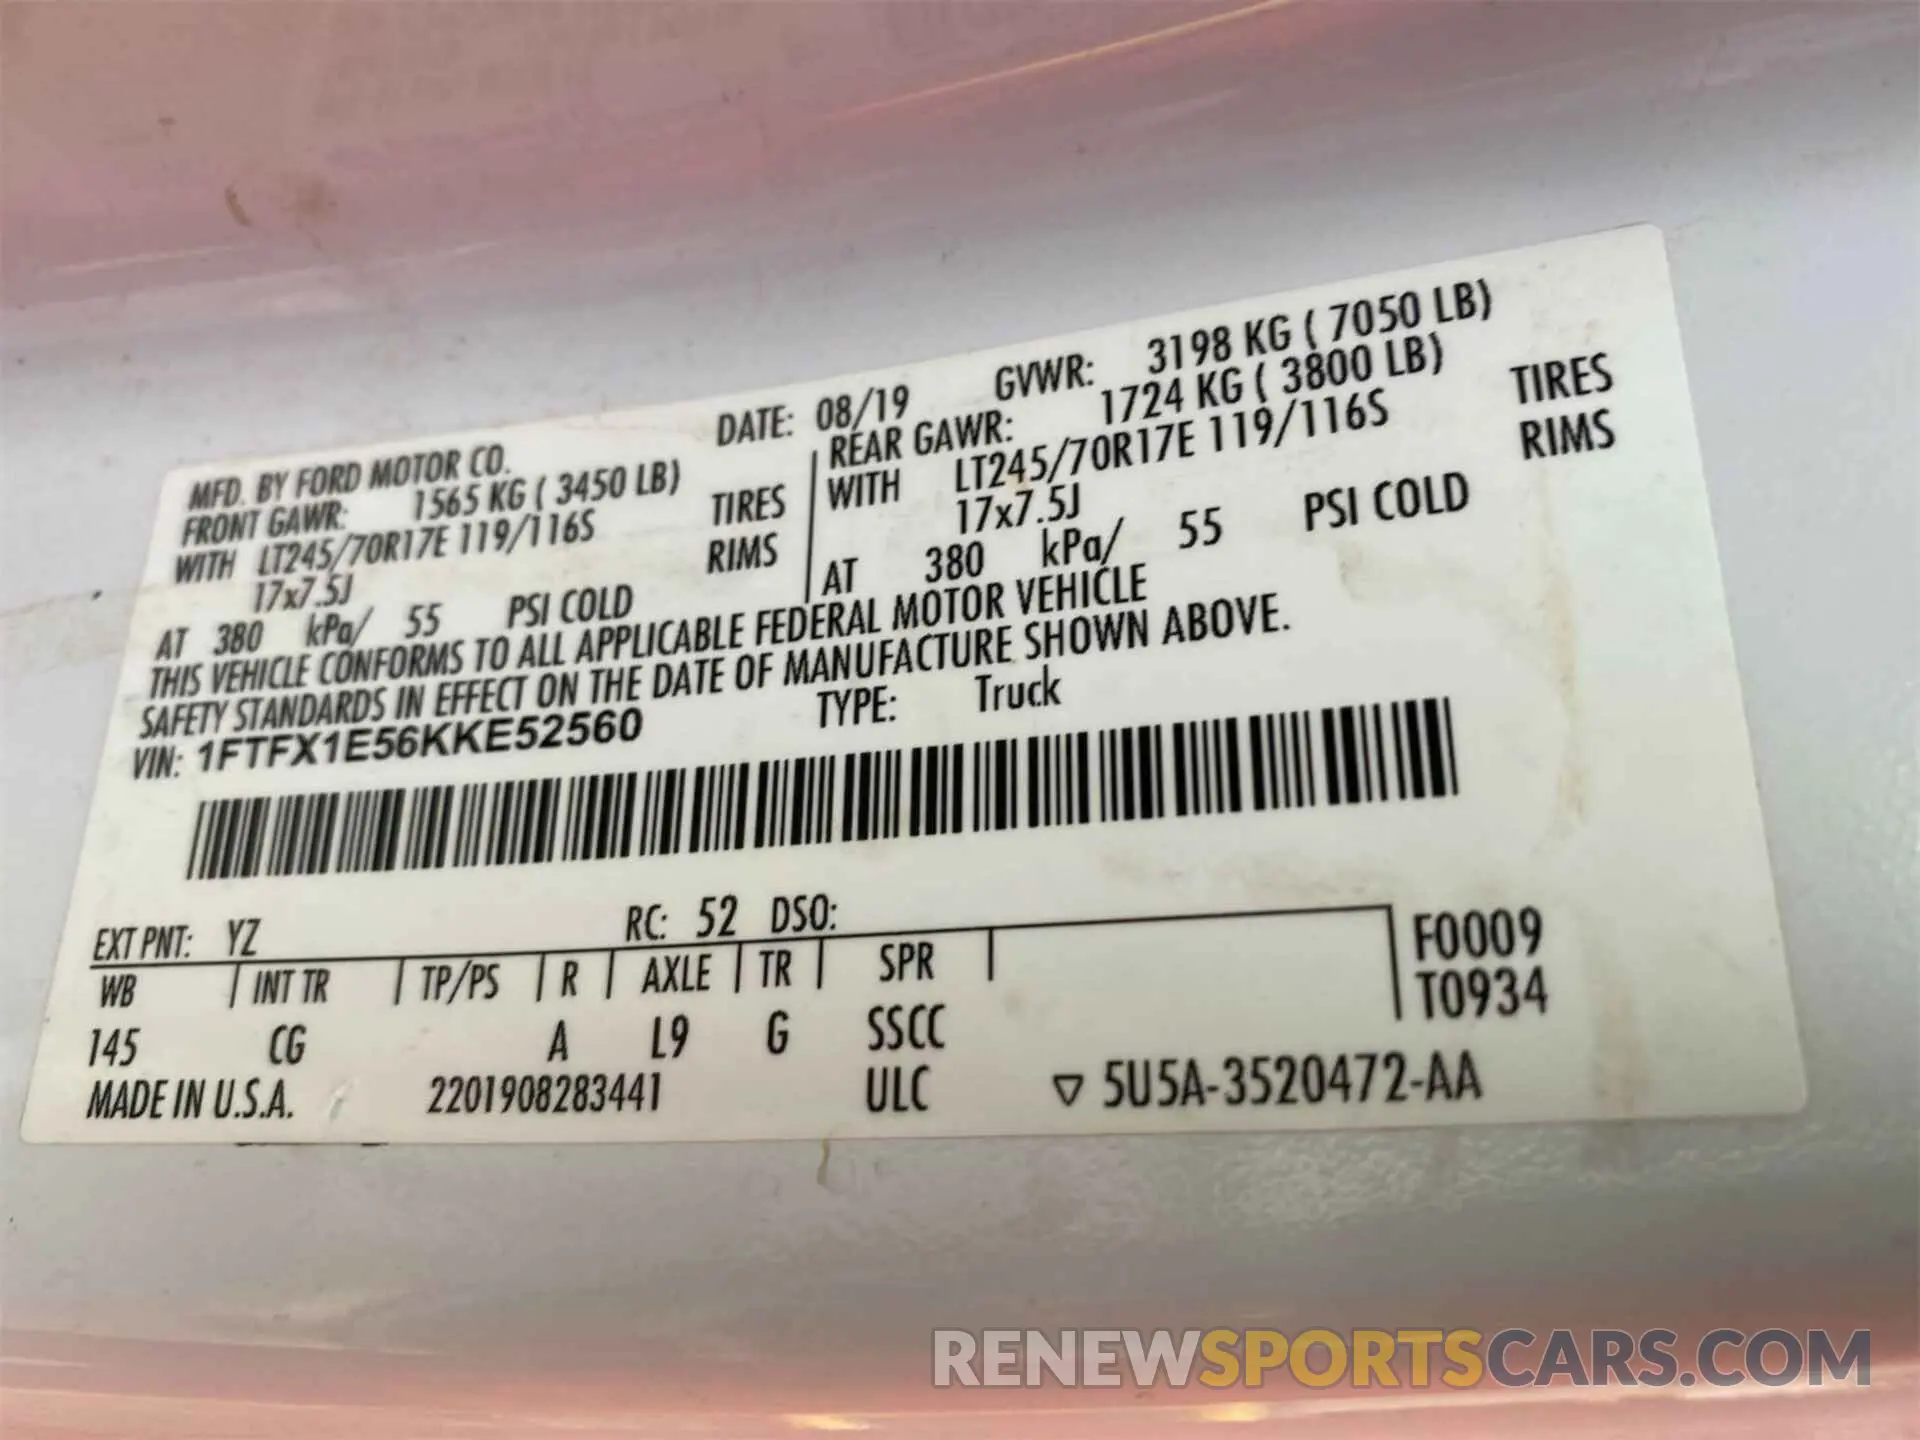 MFD. BY FORD MOTOR CO. DATE: 08/19 GVWR: 3198 KG ( 7050 LB)
FRONT GAWR: 1565 KG ( 3450 LB) REAR GAWR: 1724 KG ( 3800 LB)
WITH LT245/70R17E 119/116S TIRES WITH LT245/70R17E 119/116S TIRES
17x7.5J RIMS 17x7.5J RIMS
AT 380 kPa/ 55 PSI COLD AT 380 kPa/ 55 PSI COLD
THIS VEHICLE CONFORMS TO ALL APPLICABLE FEDERAL MOTOR VEHICLE
SAFETY STANDARDS IN EFFECT ON THE DATE OF MANUFACTURE SHOWN ABOVE.
VIN: 1FTFX1E56KKE52560 TYPE: Truck
EXT PNT: YZ RC: 52 DSO: F0009
WB INT TR TP/PS R AXLE TR SPR T0934
145 CG A L9 G SSCC
MADE IN U.S.A. 2201908283441 ULC ▽ 5U5A-3520472-AA
RENEWSPORTSCARS.COM